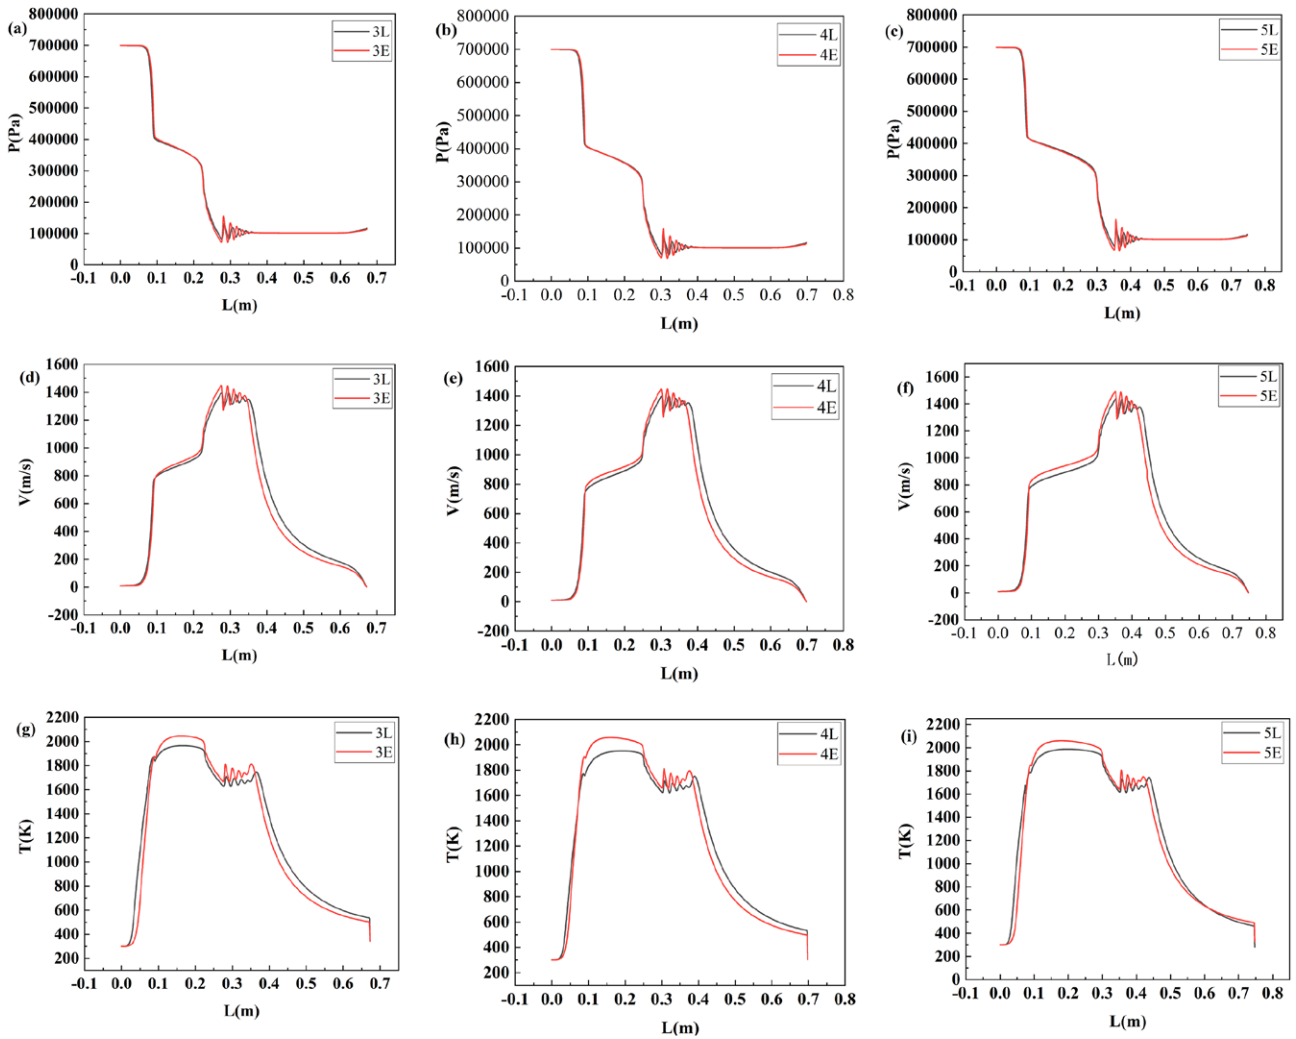 (a)
800000
700000
600000
500000
400000
300000
200000
100000
0
P(Pa)
3L
3E
-0.1 0.0 0.1 0.2 0.3 0.4 0.5 0.6 0.7
L(m)
(b)
800000
700000
600000
500000
400000
300000
200000
100000
0
P(Pa)
4L
4E
-0.1 0.0 0.1 0.2 0.3 0.4 0.5 0.6 0.7 0.8
L(m)
(c)
800000
700000
600000
500000
400000
300000
200000
100000
0
P(Pa)
5L
5E
-0.1 0.0 0.1 0.2 0.3 0.4 0.5 0.6 0.7 0.8
L(m)
(d)
1600
1400
1200
1000
800
600
400
200
0
-200
V(m/s)
3L
3E
-0.1 0.0 0.1 0.2 0.3 0.4 0.5 0.6 0.7
L(m)
(e)
1600
1400
1200
1000
800
600
400
200
0
-200
V(m/s)
4L
4E
-0.1 0.0 0.1 0.2 0.3 0.4 0.5 0.6 0.7 0.8
L(m)
(f)
1600
1400
1200
1000
800
600
400
200
0
-200
V(m/s)
5L
5E
-0.1 0.0 0.1 0.2 0.3 0.4 0.5 0.6 0.7 0.8
L(m)
(g)
2200
2000
1800
1600
1400
1200
1000
800
600
400
200
T(K)
3L
3E
-0.1 0.0 0.1 0.2 0.3 0.4 0.5 0.6 0.7
L(m)
(h)
2200
2000
1800
1600
1400
1200
1000
800
600
400
200
T(K)
4L
4E
-0.1 0.0 0.1 0.2 0.3 0.4 0.5 0.6 0.7 0.8
L(m)
(i)
2200
2000
1800
1600
1400
1200
1000
800
600
400
200
0
T(K)
5L
5E
-0.1 0.0 0.1 0.2 0.3 0.4 0.5 0.6 0.7 0.8
L(m)